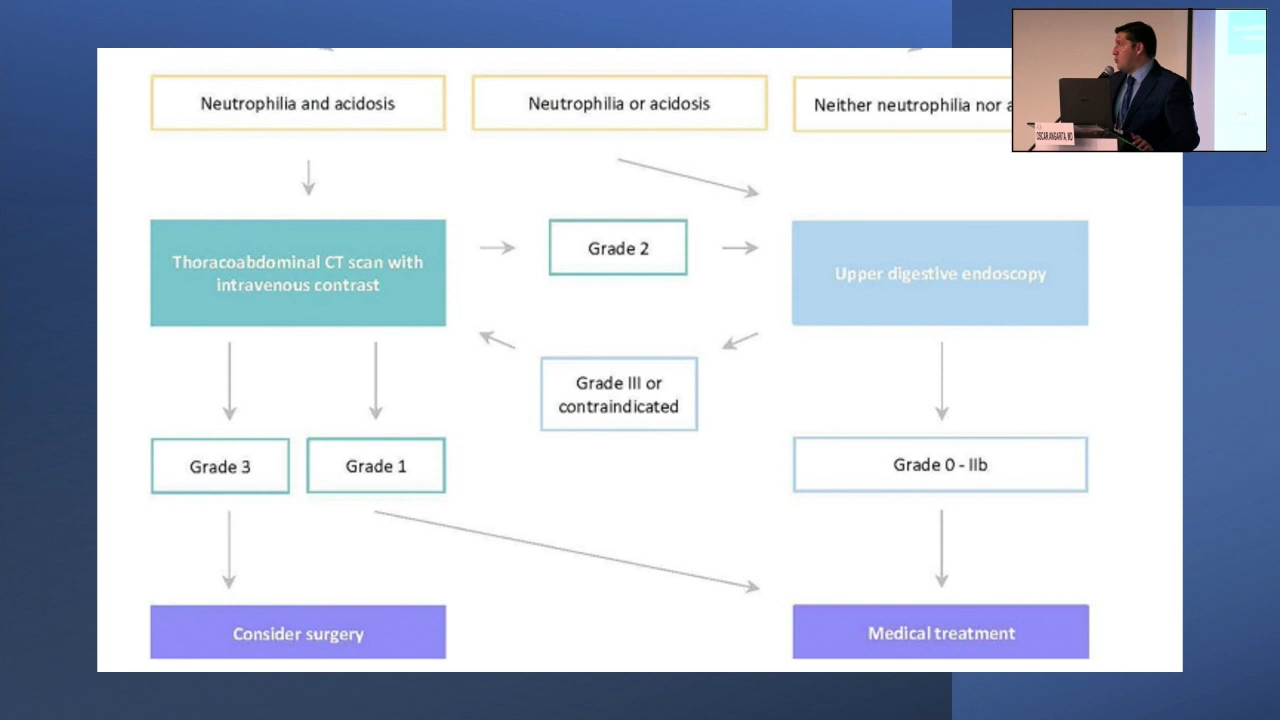 Neutrophilia and acidosis
Neutrophilia or acidosis
Neither neutrophilia nor
Thoracoabdominal CT scan with
intravenous contrast
Grade 2
Upper digestive endoscopy
Grade III or
contraindicated
Grade 3
Grade 1
Grade 0 - IIb
Consider surgery
Medical treatment